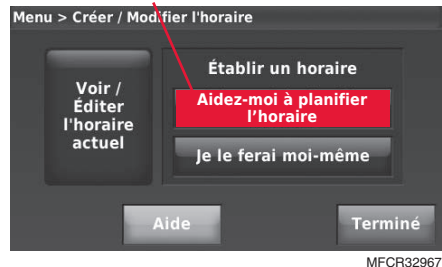 Menu > Créer / Modifier l'horaire
Voir /
Éditer
l'horaire
actuel
Établir un horaire
Aidez-moi à planifier
l’horaire
Je le ferai moi-même
Aide
Terminé
MFCR32967